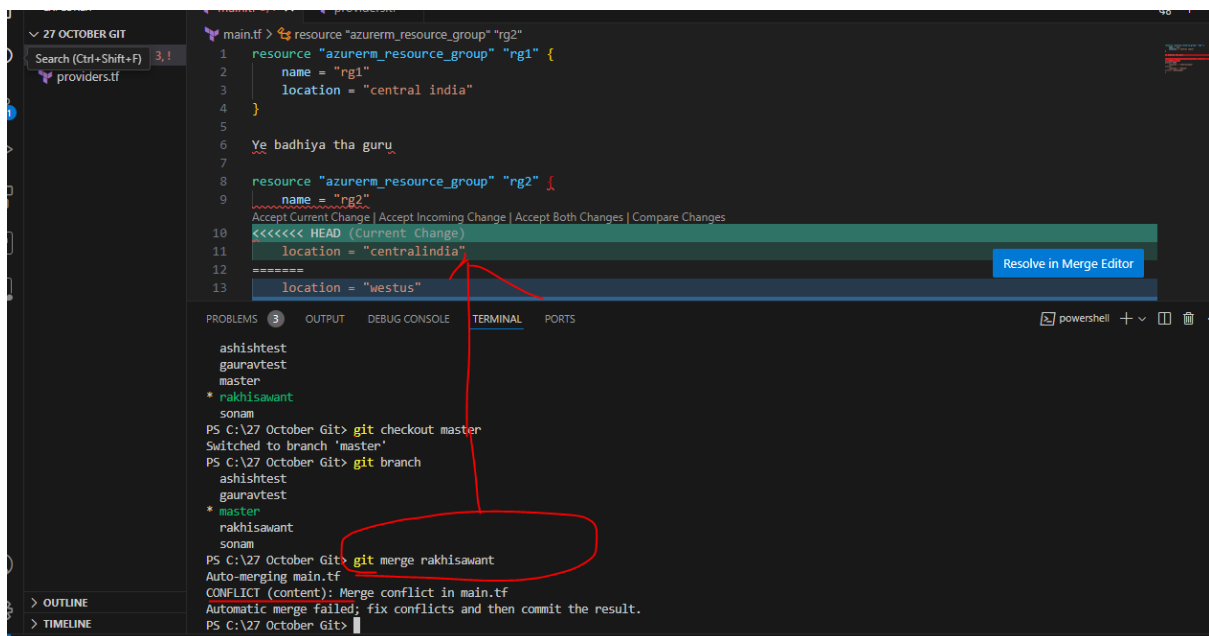 27 OCTOBER GIT
Search (Ctrl+Shift+F) 3, !
providers.tf
main.tf > resource "azurerm_resource_group" "rg2"
1 resource "azurerm_resource_group" "rg1" {
2 name = "rg1"
3 location = "central india"
4 }
5
6 Ye badhiya tha guru
7
8 resource "azurerm_resource_group" "rg2" {
9 name = "rg2"
Accept Current Change | Accept Incoming Change | Accept Both Changes | Compare Changes
10 <<<<<<< HEAD (Current Change)
11 location = "centralindia"
12 =======
13 location = "westus"
Resolve in Merge Editor
PROBLEMS 3 OUTPUT DEBUG CONSOLE TERMINAL PORTS powershell
ashishtest
gauravtest
master
* rakhisawant
sonam
PS C:\27 October Git> git checkout master
Switched to branch 'master'
PS C:\27 October Git> git branch
ashishtest
gauravtest
* master
rakhisawant
sonam
PS C:\27 October Git> git merge rakhisawant
Auto-merging main.tf
CONFLICT (content): Merge conflict in main.tf
Automatic merge failed; fix conflicts and then commit the result.
PS C:\27 October Git>
OUTLINE
TIMELINE